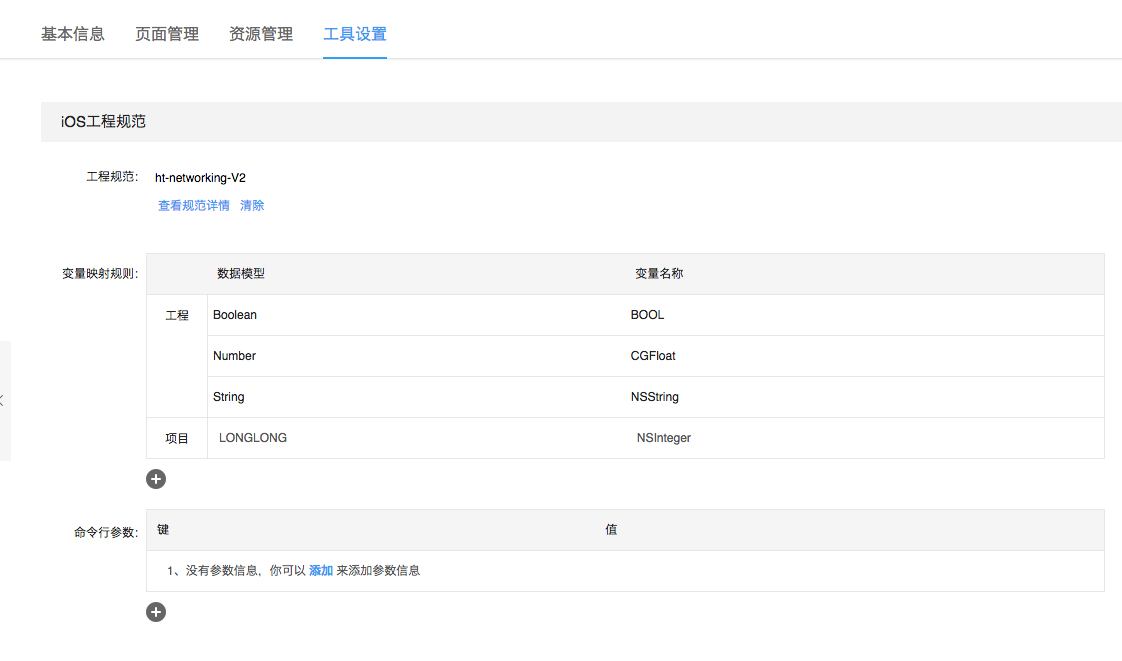 基本信息 页面管理 资源管理 工具设置
iOS工程规范
工程规范: ht-networking-V2
查看规范详情 清除
变量映射规则: 数据模型 变量名称
工程 Boolean BOOL
Number CGFloat
String NSString
项目 LONGLONG NSInteger
命令行参数: 键 值
1、没有参数信息，你可以 添加 来添加参数信息